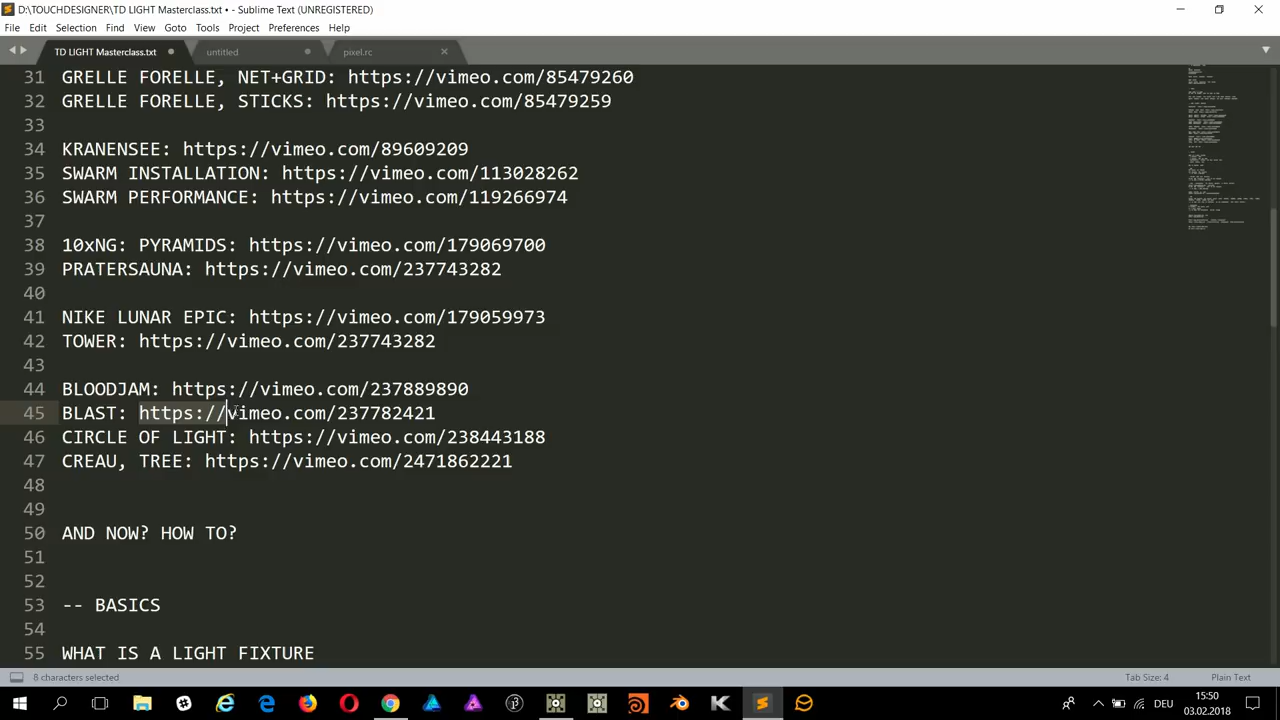 D:\TOUCHDESIGNER\TD LIGHT Masterclass.txt • - Sublime Text (UNREGISTERED)
File Edit Selection Find View Goto Tools Project Preferences Help
TD LIGHT Masterclass.txt untitled pixel.rc
31 GRELLE FORELLE, NET+GRID: https://vimeo.com/85479260
32 GRELLE FORELLE, STICKS: https://vimeo.com/85479259
33
34 KRANENSEE: https://vimeo.com/89609209
35 SWARM INSTALLATION: https://vimeo.com/113028262
36 SWARM PERFORMANCE: https://vimeo.com/119266974
37
38 10xNG: PYRAMIDS: https://vimeo.com/179069700
39 PRATERSAUNA: https://vimeo.com/237743282
40
41 NIKE LUNAR EPIC: https://vimeo.com/179059973
42 TOWER: https://vimeo.com/237743282
43
44 BLOODJAM: https://vimeo.com/237889890
45 BLAST: https://vimeo.com/237782421
46 CIRCLE OF LIGHT: https://vimeo.com/238443188
47 CREAU, TREE: https://vimeo.com/2471862221
48
49
50 AND NOW? HOW TO?
51
52
53 -- BASICS
54
55 WHAT IS A LIGHT FIXTURE
8 characters selected Tab Size: 4 Plain Text
DEU 15:50
03.02.2018